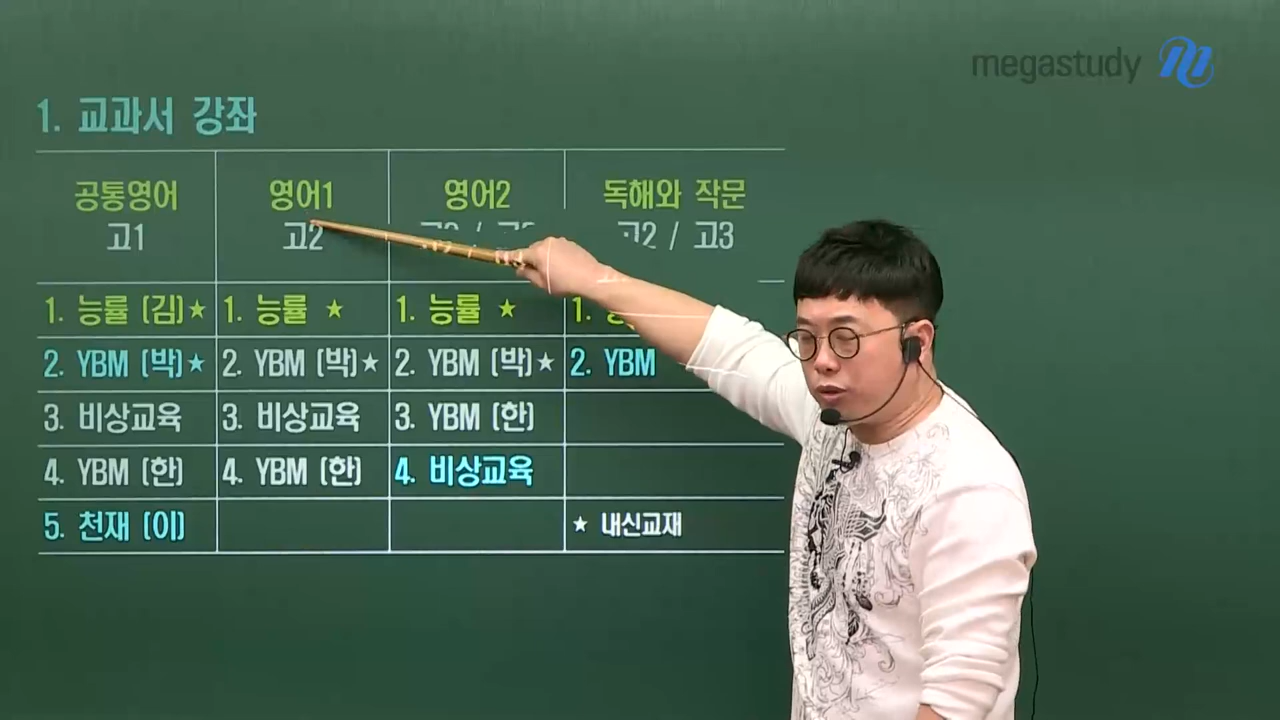 megastudy
1. 교과서 강좌
공통영어 영어1 영어2 독해와 작문
고1 고2 고2 / 고3
1. 능률 (김)★ 1. 능률 ★ 1. 능률 ★ 1.
2. YBM (박)★ 2. YBM (박)★ 2. YBM (박)★ 2. YBM
3. 비상교육 3. 비상교육 3. YBM (한)
4. YBM (한) 4. YBM (한) 4. 비상교육
5. 천재 (이) ★ 내신교재